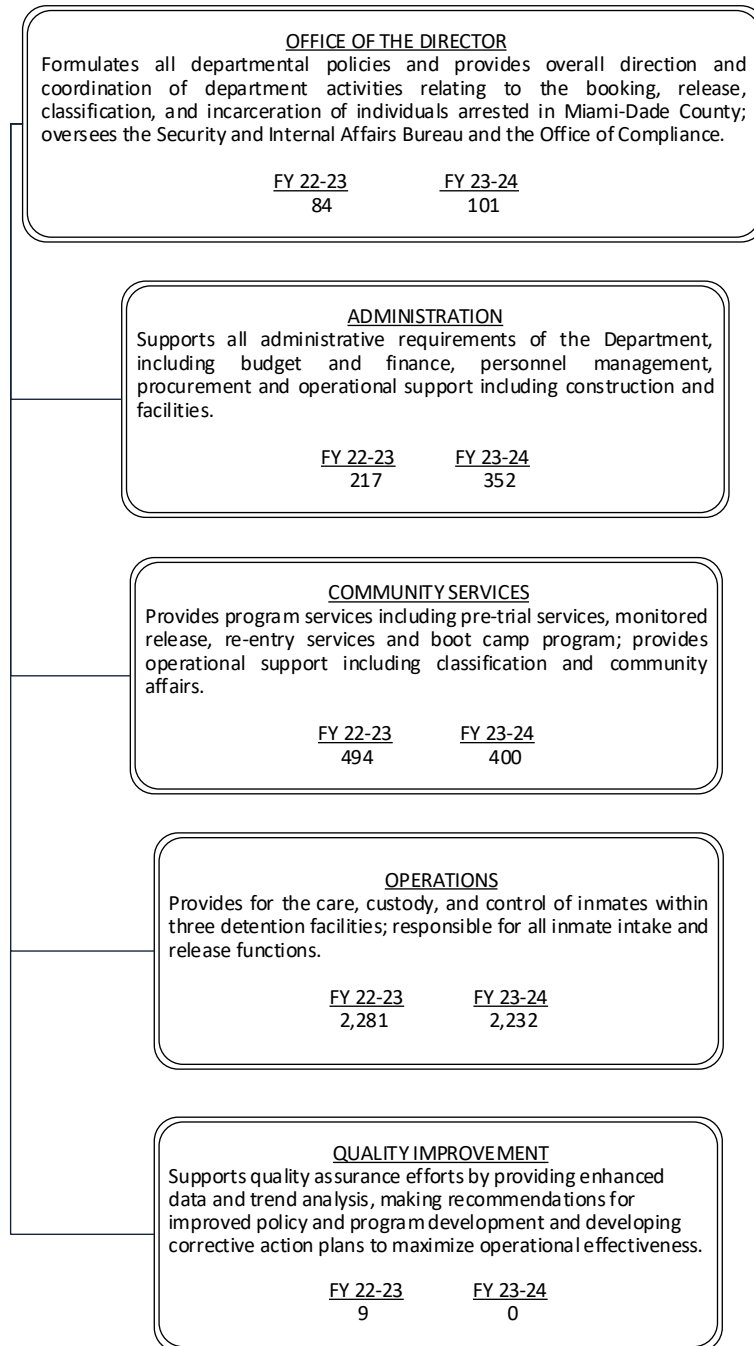 OFFICE OF THE DIRECTOR
Formulates all departmental policies and provides overall direction and
coordination of department activities relating to the booking, release,
classification, and incarceration of individuals arrested in Miami-Dade County;
oversees the Security and Internal Affairs Bureau and the Office of Compliance.
FY 22-23 FY 23-24
84 101
ADMINISTRATION
Supports all administrative requirements of the Department,
including budget and finance, personnel management,
procurement and operational support including construction and
facilities.
FY 22-23 FY 23-24
217 352
COMMUNITY SERVICES
Provides program services including pre-trial services, monitored
release, re-entry services and boot camp program; provides
operational support including classification and community
affairs.
FY 22-23 FY 23-24
494 400
OPERATIONS
Provides for the care, custody, and control of inmates within
three detention facilities; responsible for all inmate intake and
release functions.
FY 22-23 FY 23-24
2,281 2,232
QUALITY IMPROVEMENT
Supports quality assurance efforts by providing enhanced
data and trend analysis, making recommendations for
improved policy and program development and developing
corrective action plans to maximize operational effectiveness.
FY 22-23 FY 23-24
9 0